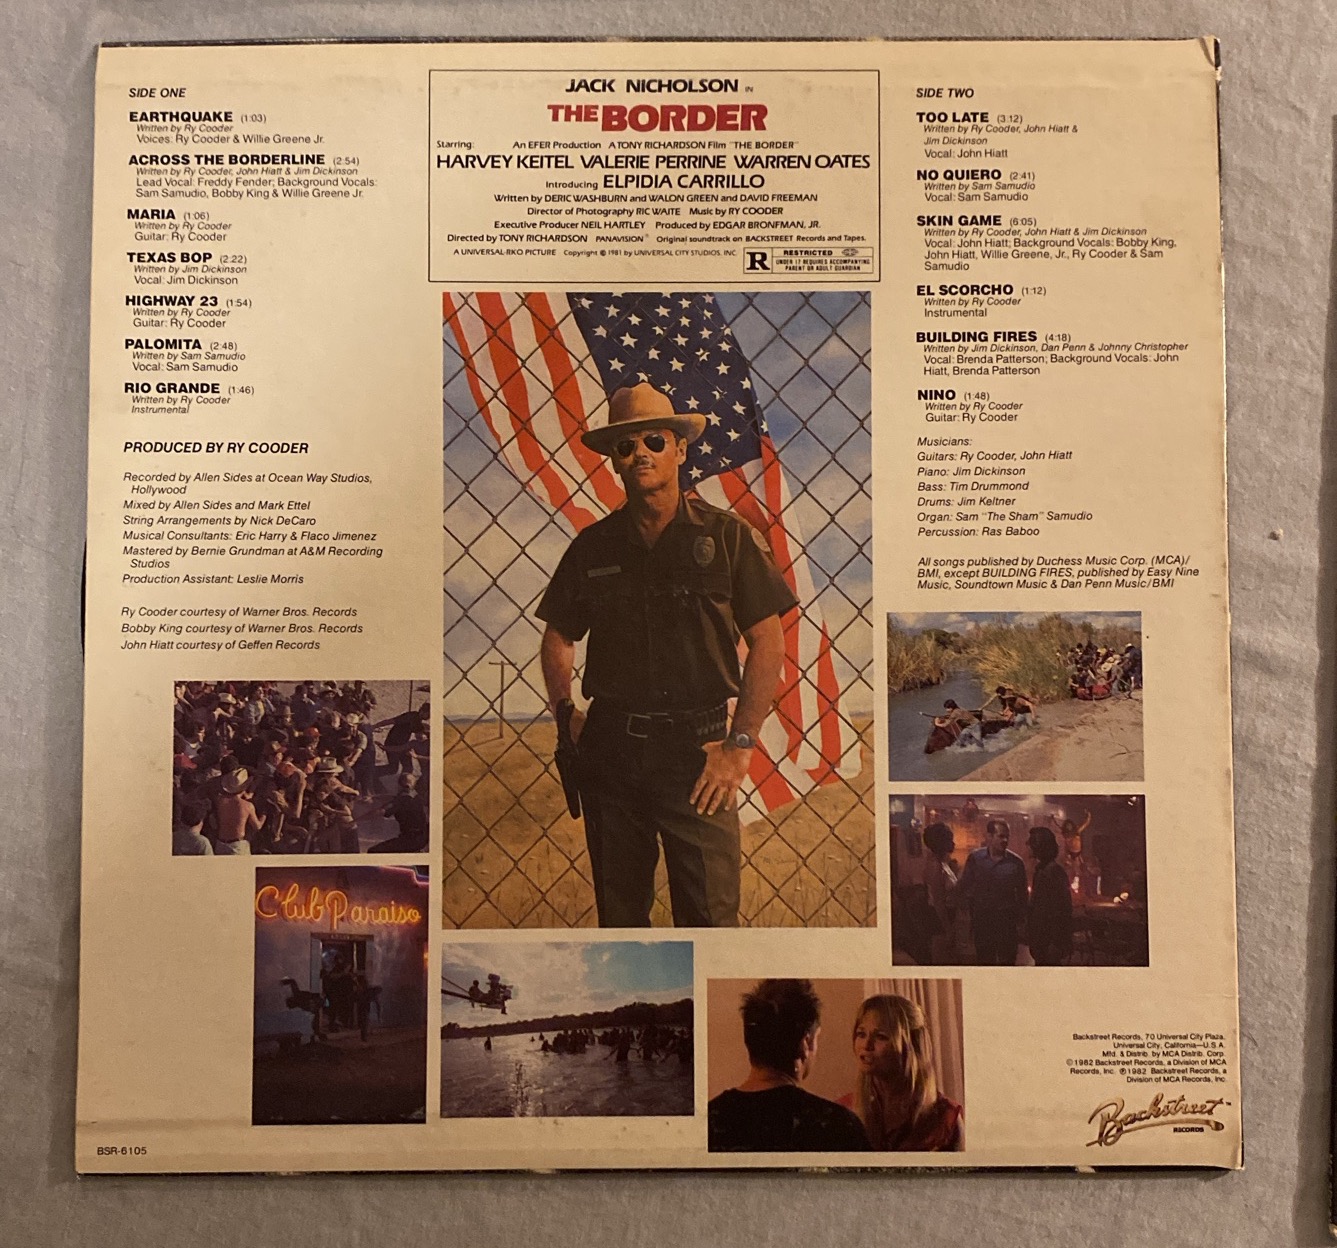 SIDE ONE
EARTHQUAKE (1:03)
Written by Ry Cooder
Voices: Ry Cooder & Willie Greene Jr.
ACROSS THE BORDERLINE (2:54)
Written by Ry Cooder, John Hiatt & Jim Dickinson
Lead Vocal: Freddy Fender; Background Vocals:
Sam Samudio, Bobby King & Willie Greene Jr.
MARIA (1:06)
Written by Ry Cooder
Guitar: Ry Cooder
TEXAS BOP (2:22)
Written by Jim Dickinson
Vocal: Jim Dickinson
HIGHWAY 23 (1:54)
Written by Ry Cooder
Guitar: Ry Cooder
PALOMITA (2:48)
Written by Sam Samudio
Vocal: Sam Samudio
RIO GRANDE (1:46)
Written by Ry Cooder
Instrumental
PRODUCED BY RY COODER
Recorded by Allen Sides at Ocean Way Studios,
Hollywood
Mixed by Allen Sides and Mark Ettel
String Arrangements by Nick DeCaro
Musical Consultants: Eric Harry & Flaco Jimenez
Mastered by Bernie Grundman at A&M Recording
Studios
Production Assistant: Leslie Morris
Ry Cooder courtesy of Warner Bros. Records
Bobby King courtesy of Warner Bros. Records
John Hiatt courtesy of Geffen Records
JACK NICHOLSON IN
THE BORDER
Starring: An EFER Production A TONY RICHARDSON Film "THE BORDER"
HARVEY KEITEL VALERIE PERRINE WARREN OATES
Introducing ELPIDIA CARRILLO
Written by DERIC WASHBURN and WALON GREEN and DAVID FREEMAN
Director of Photography RIC WAITE Music by RY COODER
Executive Producer NEIL HARTLEY Produced by EDGAR BRONFMAN, JR.
Directed by TONY RICHARDSON PANAVISION® Original soundtrack on BACKSTREET Records and Tapes.
A UNIVERSAL-RKO PICTURE Copyright © 1981 by UNIVERSAL CITY STUDIOS, INC.
R RESTRICTED
UNDER 17 REQUIRES ACCOMPANYING
PARENT OR ADULT GUARDIAN
SIDE TWO
TOO LATE (3:12)
Written by Ry Cooder, John Hiatt &
Jim Dickinson
Vocal: John Hiatt
NO QUIERO (2:41)
Written by Sam Samudio
Vocal: Sam Samudio
SKIN GAME (6:05)
Written by Ry Cooder, John Hiatt & Jim Dickinson
Vocal: John Hiatt; Background Vocals: Bobby King,
John Hiatt, Willie Greene, Jr., Ry Cooder & Sam
Samudio
EL SCORCHO (1:12)
Written by Ry Cooder
Instrumental
BUILDING FIRES (4:18)
Written by Jim Dickinson, Dan Penn & Johnny Christopher
Vocal: Brenda Patterson; Background Vocals: John
Hiatt, Brenda Patterson
NINO (1:48)
Written by Ry Cooder
Guitar: Ry Cooder
Musicians:
Guitars: Ry Cooder, John Hiatt
Piano: Jim Dickinson
Bass: Tim Drummond
Drums: Jim Keltner
Organ: Sam "The Sham" Samudio
Percussion: Ras Baboo
All songs published by Duchess Music Corp. (MCA)/
BMI, except BUILDING FIRES, published by Easy Nine
Music, Soundtown Music & Dan Penn Music/BMI
Club Paraiso
Backstreet Records, 70 Universal City Plaza,
Universal City, California—U.S.A.
Mfd. & Distrib. by MCA Distrib. Corp.
© 1982 Backstreet Records, a Division of MCA
Records, Inc. ℗ 1982 Backstreet Records, a
Division of MCA Records, Inc.
Backstreet™
RECORDS
BSR-6105